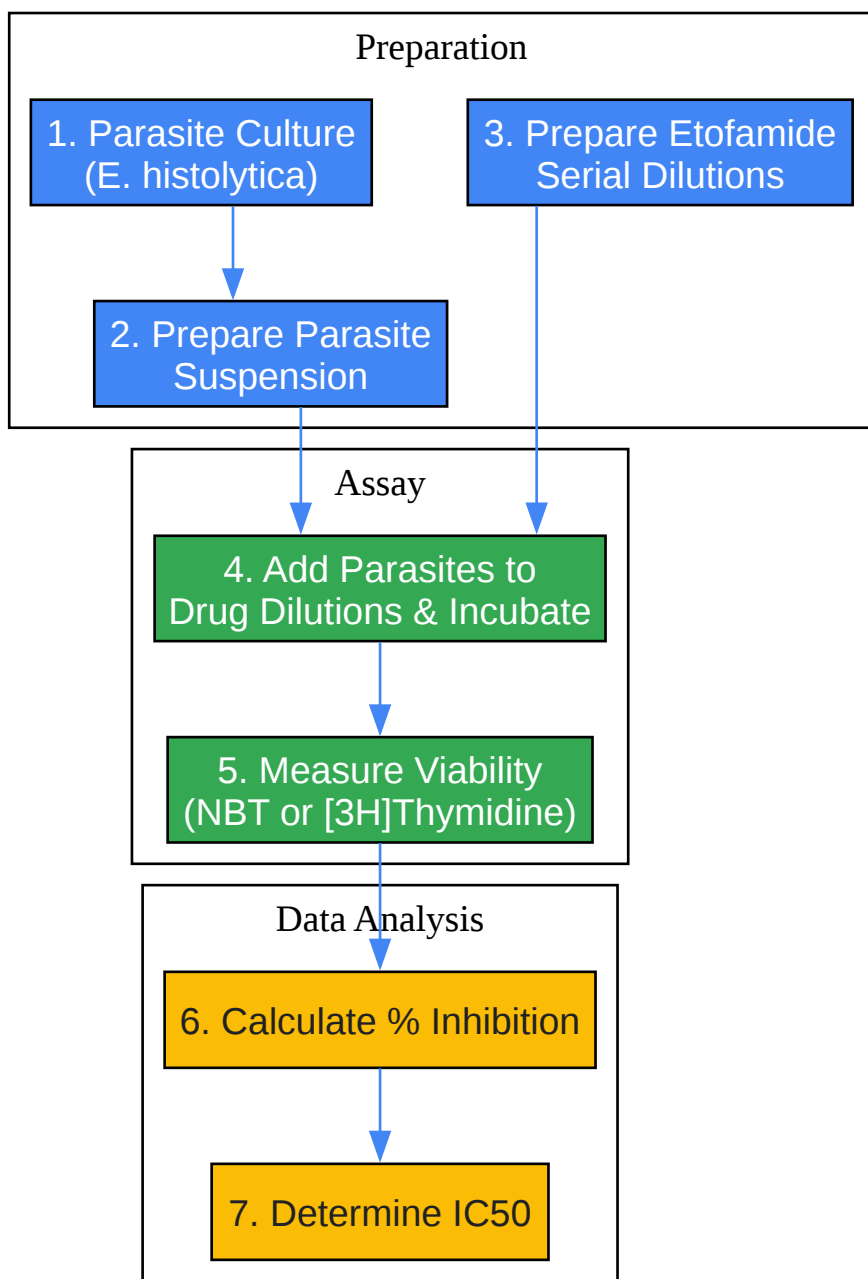 Preparation
1. Parasite Culture
(E. histolytica)
3. Prepare Etofamide
Serial Dilutions
2. Prepare Parasite
Suspension
Assay
4. Add Parasites to
Drug Dilutions & Incubate
5. Measure Viability
(NBT or [3H]Thymidine)
Data Analysis
6. Calculate % Inhibition
7. Determine IC50